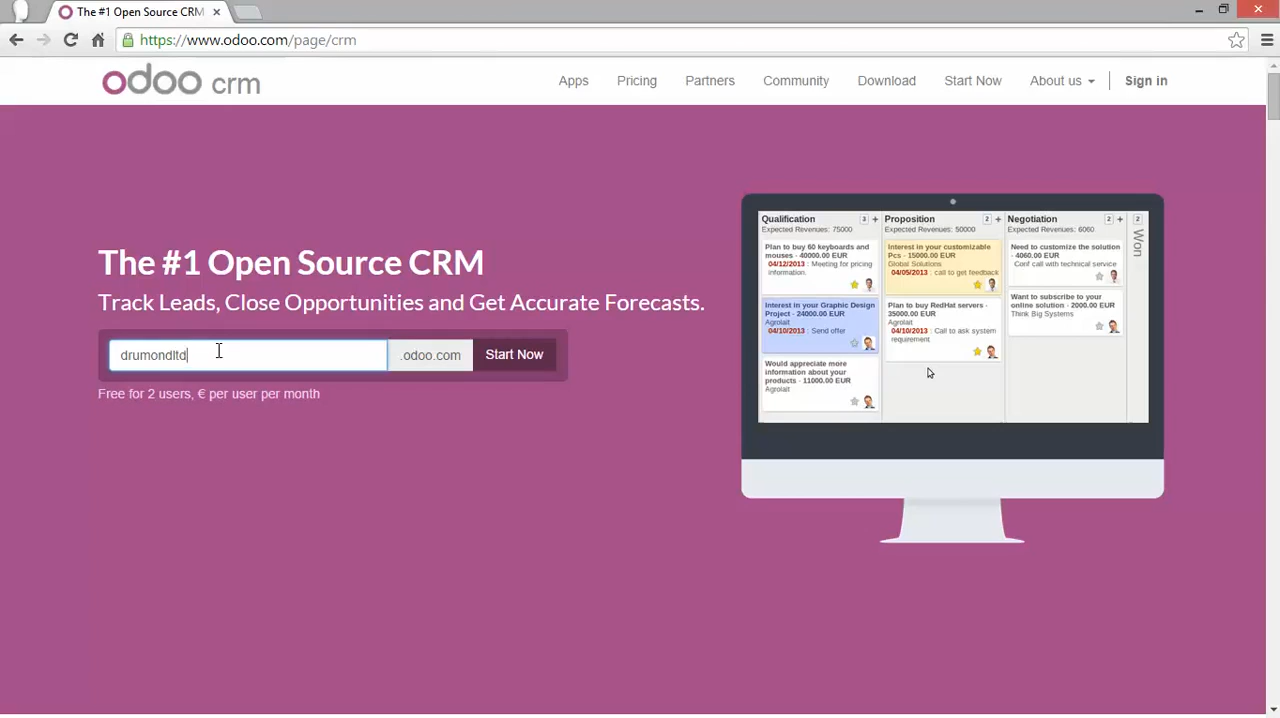 The #1 Open Source CRM
https://www.odoo.com/page/crm
odoo crm
Apps
Pricing
Partners
Community
Download
Start Now
About us
Sign in
The #1 Open Source CRM
Track Leads, Close Opportunities and Get Accurate Forecasts.
drumondltd
.odoo.com
Start Now
Free for 2 users, € per user per month
Qualification 3 +
Expected Revenues: 75000
Plan to buy 60 keyboards and
mouses - 40000.00 EUR
04/12/2013 : Meeting for pricing
information.
Interest in your Graphic Design
Project - 24000.00 EUR
Agrolait
04/10/2013 : Send offer
Would appreciate more
information about your
products - 11000.00 EUR
Agrolait
Proposition 2 +
Expected Revenues: 50000
Interest in your customizable
Pcs - 15000.00 EUR
Global Solutions
04/05/2013 : call to get feedback
Plan to buy RedHat servers -
35000.00 EUR
Agrolait
04/10/2013 : Call to ask system
requirement
Negotiation 2 +
Expected Revenues: 6060
Need to customize the solution
- 4060.00 EUR
Conf call with technical service
Want to subscribe to your
online solution - 2000.00 EUR
Think Big Systems
2
Won